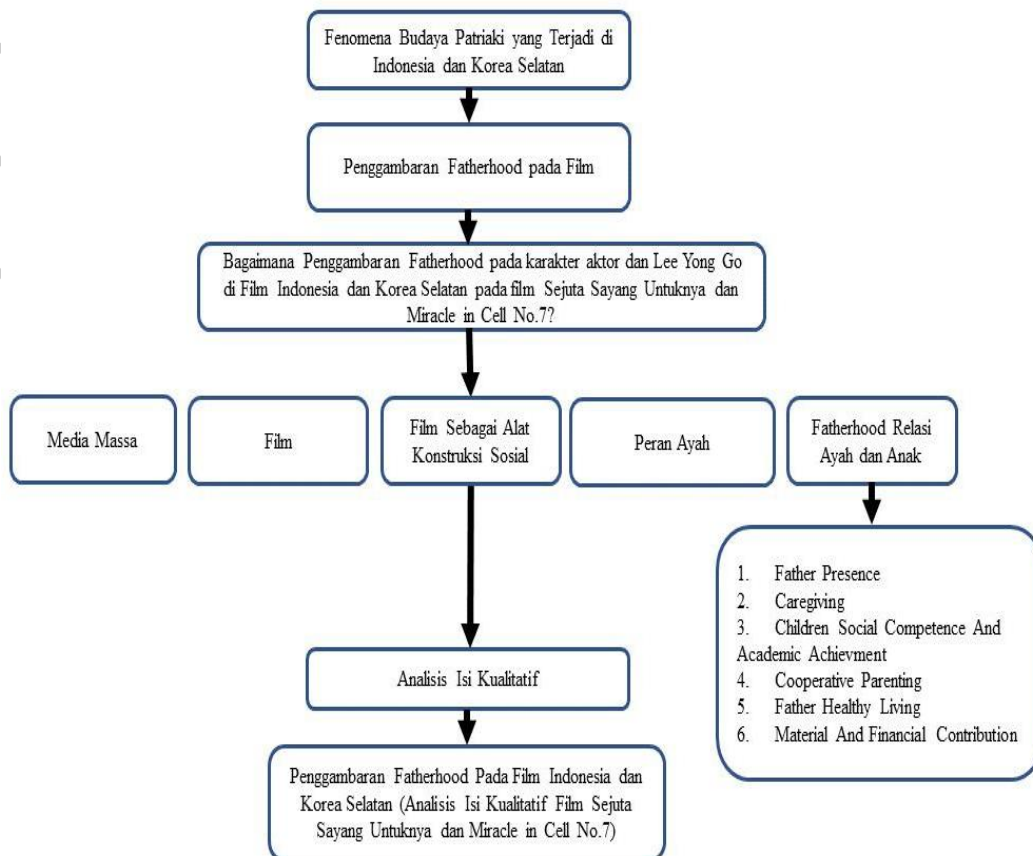 Fenomena Budaya Patriaki yang Terjadi di
Indonesia dan Korea Selatan
Penggambaran Fatherhood pada Film
Bagaimana Penggambaran Fatherhood pada karakter aktor dan Lee Yong Go
di Film Indonesia dan Korea Selatan pada film Sejuta Sayang Untuknya dan
Miracle in Cell No.7?
Media Massa
Film
Film Sebagai Alat
Konstruksi Sosial
Peran Ayah
Fatherhood Relasi
Ayah dan Anak
1. Father Presence
2. Caregiving
3. Children Social Competence And
Academic Achievment
4. Cooperative Parenting
5. Father Healthy Living
6. Material And Financial Contribution
Analisis Isi Kualitatif
Penggambaran Fatherhood Pada Film Indonesia dan
Korea Selatan (Analisis Isi Kualitatif Film Sejuta
Sayang Untuknya dan Miracle in Cell No.7)